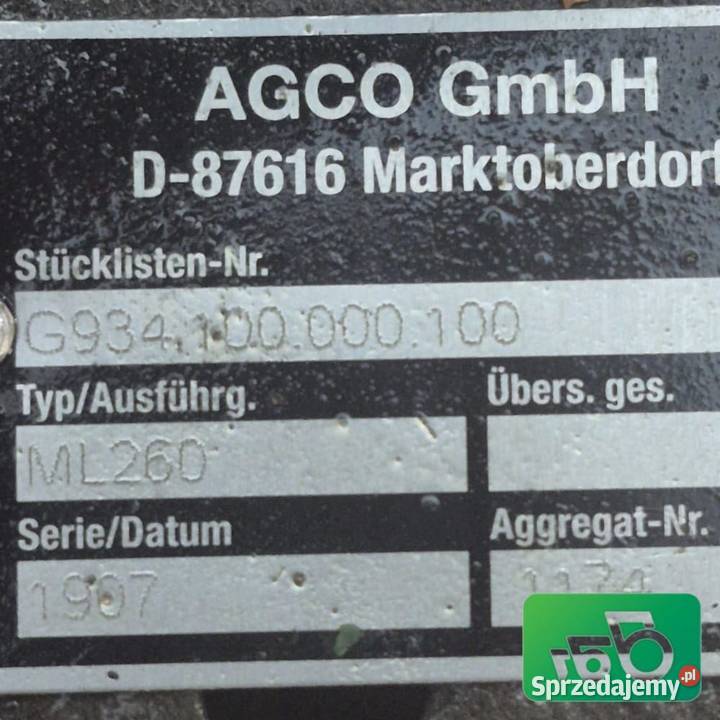 AGCO GmbH
D-87616 Marktoberdorf
Stücklisten-Nr.
G934.100.000.100
Typ/Ausführg. Übers. ges.
ML260
Serie/Datum Aggregat-Nr.
1907 1174
Sprzedajemy.pl